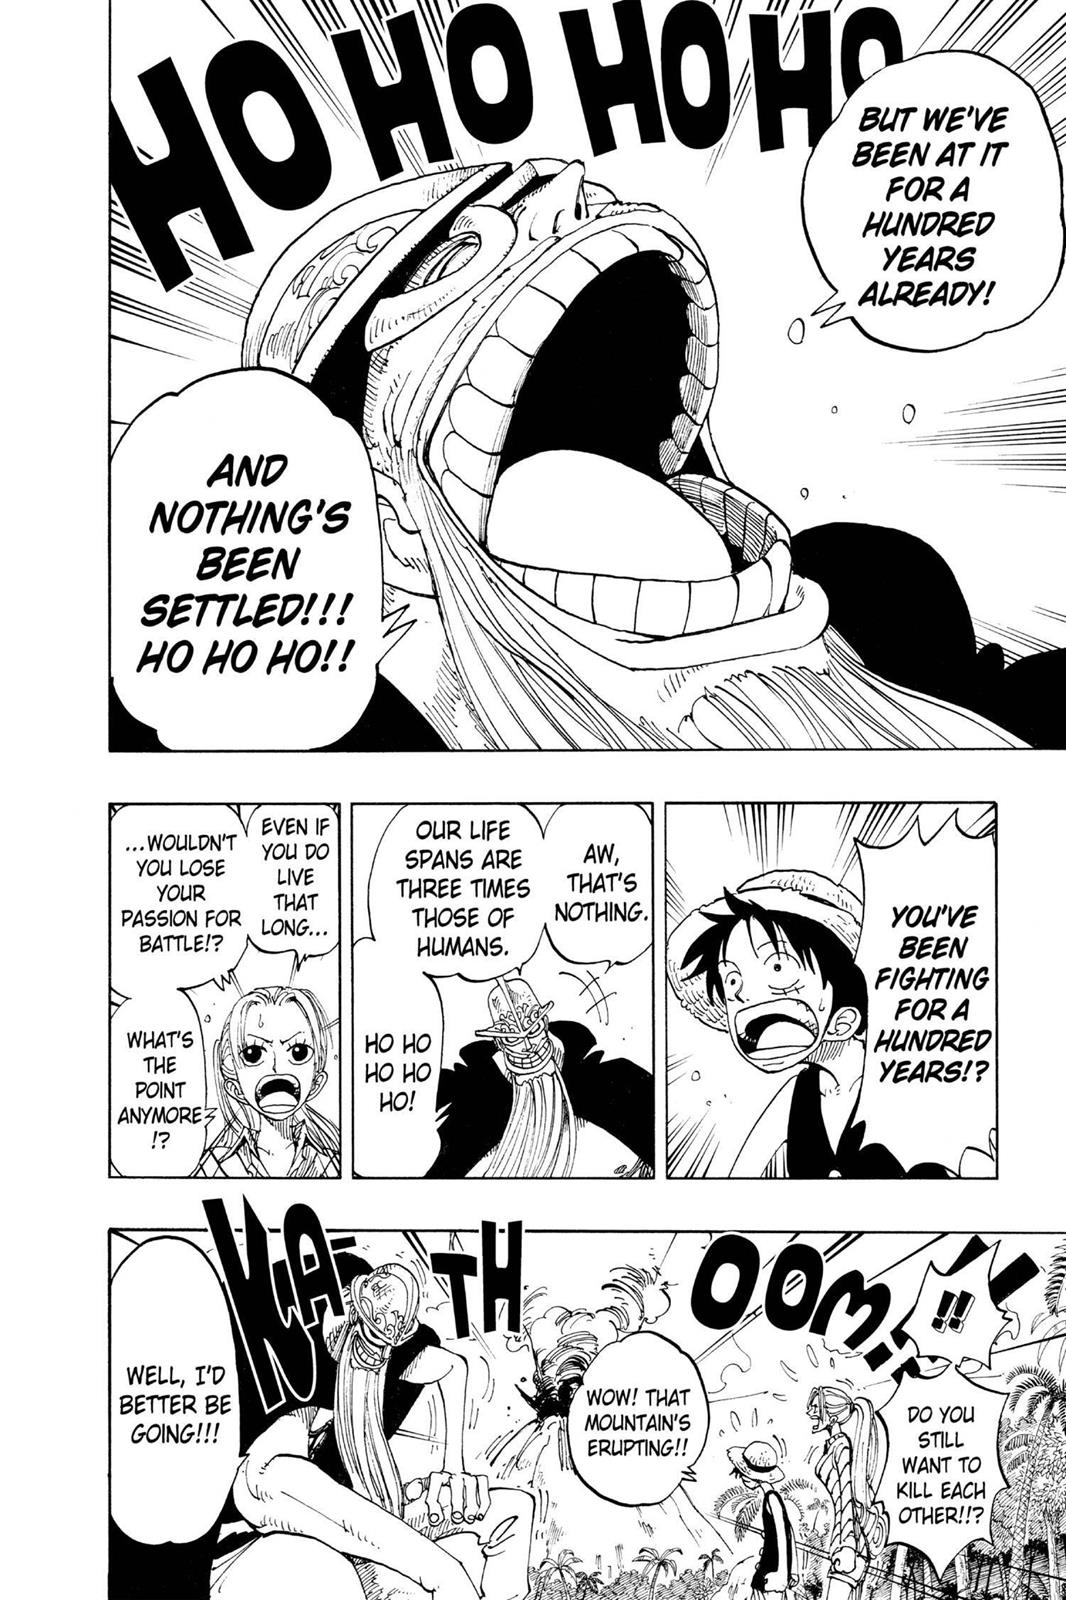 HO HO HO HO
BUT WE'VE
BEEN AT IT
FOR A
HUNDRED
YEARS
ALREADY!
AND
NOTHING'S
BEEN
SETTLED!!!
HO HO HO!!
YOU'VE
BEEN
FIGHTING
FOR A
HUNDRED
YEARS!?
AW,
THAT'S
NOTHING.
OUR LIFE
SPANS ARE
THREE TIMES
THOSE OF
HUMANS.
HO HO
HO HO
HO!
EVEN IF
YOU DO
LIVE
THAT
LONG...
...WOULDN'T
YOU LOSE
YOUR
PASSION FOR
BATTLE!?
WHAT'S
THE
POINT
ANYMORE
!?
!!
DO YOU
STILL
WANT TO
KILL EACH
OTHER!!?
KA-THOOM!!
WOW! THAT
MOUNTAIN'S
ERUPTING!!
WELL, I'D
BETTER BE
GOING!!!